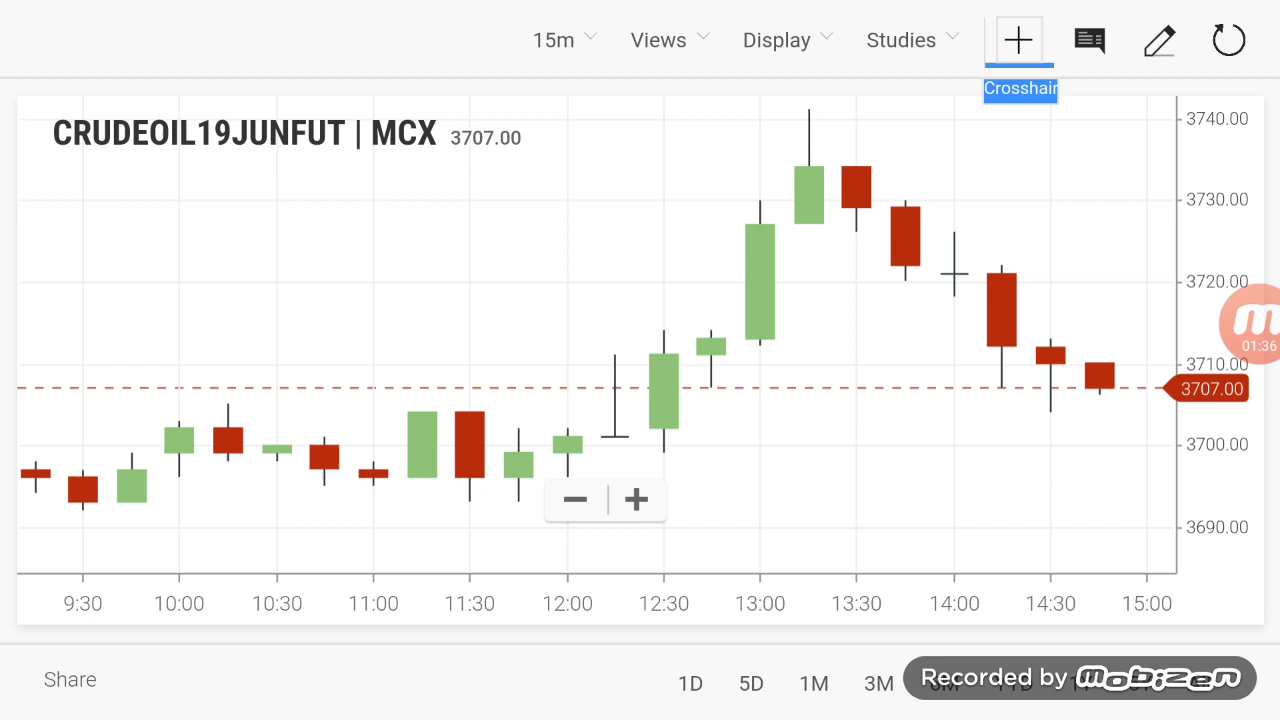 15m Views Display Studies
Crosshair
CRUDEOIL19JUNFUT | MCX 3707.00
3740.00
3730.00
3720.00
01:36
3710.00
3707.00
3700.00
3690.00
9:30 10:00 10:30 11:00 11:30 12:00 12:30 13:00 13:30 14:00 14:30 15:00
Share 1D 5D 1M 3M
Recorded by mobizen